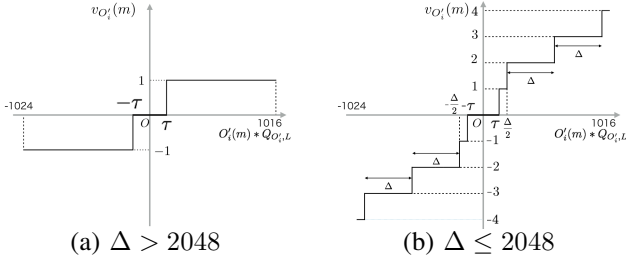 v_{O'_i}(m)
1
-1024
−τ
O
τ
1016
O'_i(m) * Q_{O'_i,L}
−1
(a) Δ > 2048
v_{O'_i}(m) 4
3
Δ
2
Δ
1
-1024
-Δ/2 -τ
O
τ Δ/2
1016
O'_i(m) * Q_{O'_i,L}
-1
Δ
-2
Δ
-3
-4
(b) Δ ≤ 2048